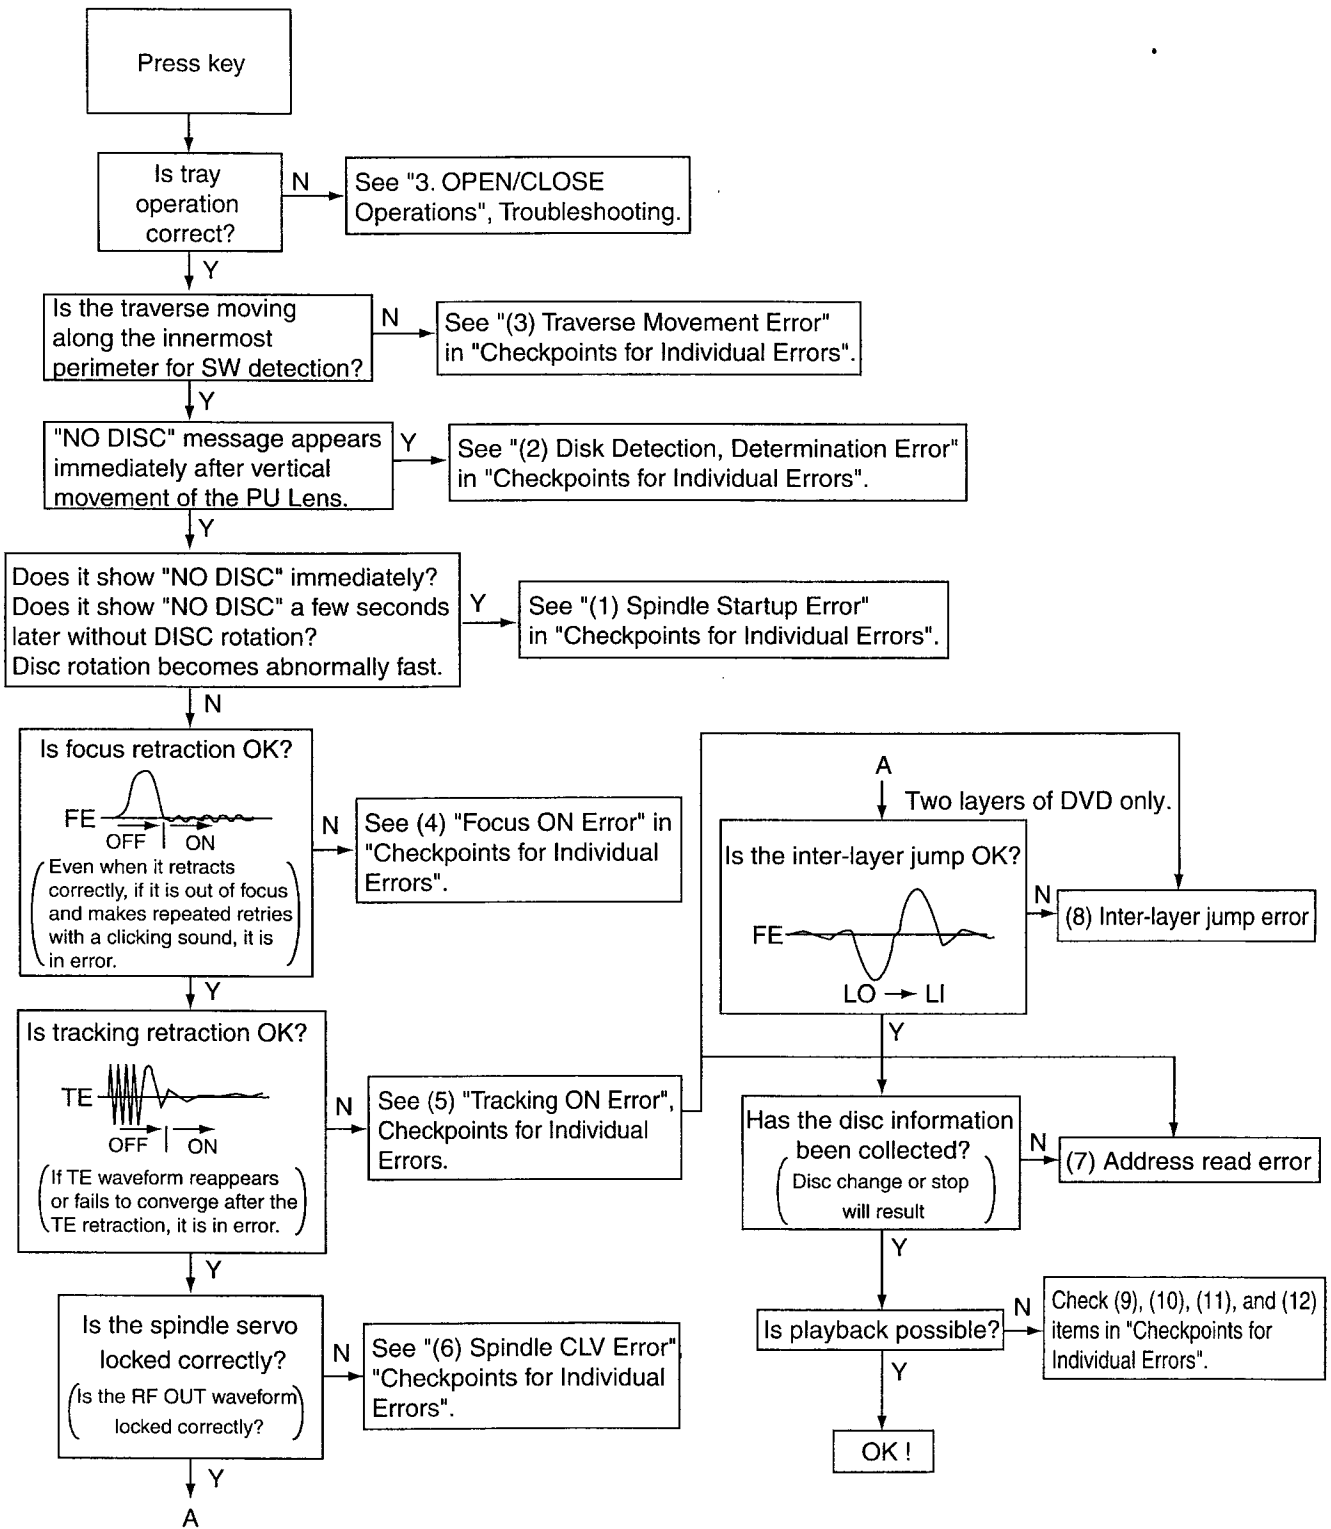 Press key
Is tray
operation
correct?
N
See "3. OPEN/CLOSE
Operations", Troubleshooting.
Y
Is the traverse moving
along the innermost
perimeter for SW detection?
N
See "(3) Traverse Movement Error"
in "Checkpoints for Individual Errors".
Y
"NO DISC" message appears
immediately after vertical
movement of the PU Lens.
Y
See "(2) Disk Detection, Determination Error"
in "Checkpoints for Individual Errors".
Y
Does it show "NO DISC" immediately?
Does it show "NO DISC" a few seconds
later without DISC rotation?
Disc rotation becomes abnormally fast.
Y
See "(1) Spindle Startup Error"
in "Checkpoints for Individual Errors".
N
Is focus retraction OK?
FE
OFF
ON
Even when it retracts
correctly, if it is out of focus
and makes repeated retries
with a clicking sound, it is
in error.
N
See (4) "Focus ON Error" in
"Checkpoints for Individual
Errors".
Y
Is tracking retraction OK?
TE
OFF
ON
If TE waveform reappears
or fails to converge after the
TE retraction, it is in error.
N
See (5) "Tracking ON Error",
Checkpoints for Individual
Errors.
Y
Is the spindle servo
locked correctly?
Is the RF OUT waveform
locked correctly?
N
See "(6) Spindle CLV Error"
"Checkpoints for Individual
Errors".
Y
A
A
Two layers of DVD only.
Is the inter-layer jump OK?
FE
LO → LI
N
(8) Inter-layer jump error
Y
Has the disc information
been collected?
Disc change or stop
will result
N
(7) Address read error
Y
Is playback possible?
N
Check (9), (10), (11), and (12)
items in "Checkpoints for
Individual Errors".
Y
OK !